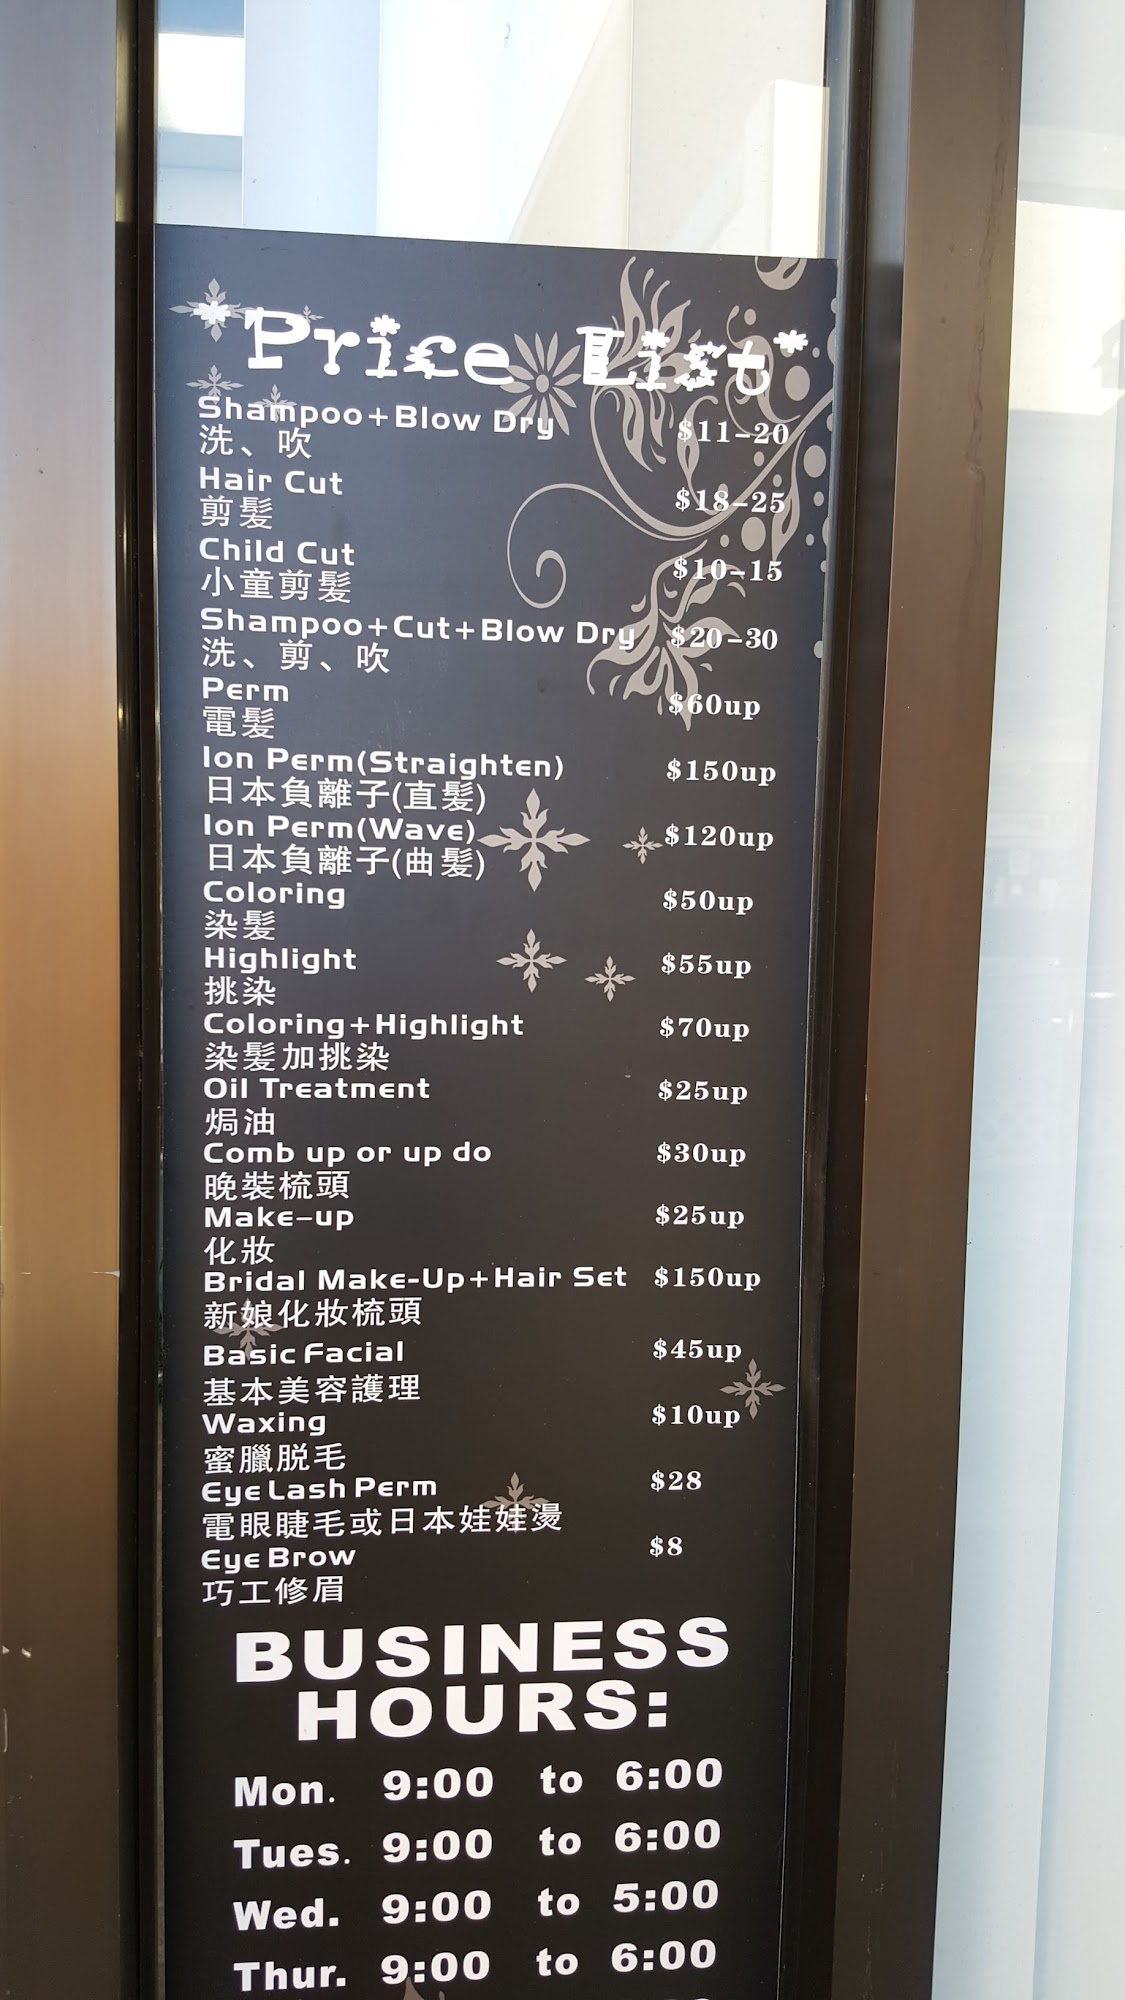 *Price List*
Shampoo+Blow Dry $11-20
洗、吹
Hair Cut $18-25
剪髪
Child Cut $10-15
小童剪髪
Shampoo+Cut+Blow Dry $20-30
洗、剪、吹
Perm $60up
電髪
Ion Perm(Straighten) $150up
日本負離子(直髪)
Ion Perm(Wave) $120up
日本負離子(曲髪)
Coloring $50up
染髪
Highlight $55up
挑染
Coloring+Highlight $70up
染髪加挑染
Oil Treatment $25up
焗油
Comb up or up do $30up
晚裝梳頭
Make-up $25up
化妝
Bridal Make-Up+Hair Set $150up
新娘化妝梳頭
Basic Facial $45up
基本美容護理
Waxing $10up
蜜臘脱毛
Eye Lash Perm $28
電眼睫毛或日本娃娃燙
Eye Brow $8
巧工修眉
BUSINESS
HOURS:
Mon. 9:00 to 6:00
Tues. 9:00 to 6:00
Wed. 9:00 to 5:00
Thur. 9:00 to 6:00